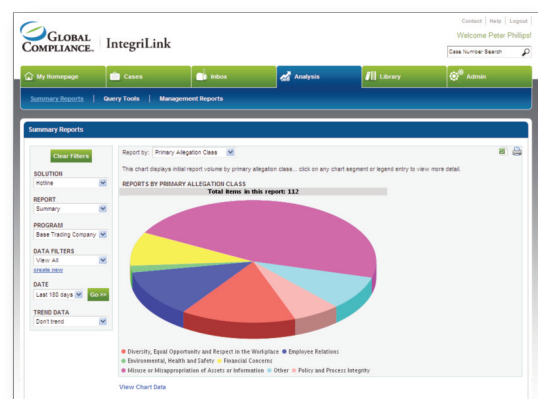 Contact | Help | Logout
Welcome Peter Phillips!
GLOBAL
COMPLIANCE.
IntegriLink
Case Number Search
My Homepage
Cases
Inbox
Analysis
Library
Admin
Summary Reports | Query Tools | Management Reports
Summary Reports
Clear Filters
SOLUTION
Hotline
REPORT
Summary
PROGRAM
Base Trading Company
DATA FILTERS
View All
create new
DATE
Last 180 days
Go >>
TREND DATA
Don't trend
Report by: Primary Allegation Class
This chart displays initial report volume by primary allegation class... click on any chart segment or legend entry to view more detail.
REPORTS BY PRIMARY ALLEGATION CLASS
Total items in this report: 112
Diversity, Equal Opportunity and Respect in the Workplace Employee Relations
Environmental, Health and Safety Financial Concerns
Misuse or Misappropriation of Assets or Information Other Policy and Process Integrity
View Chart Data